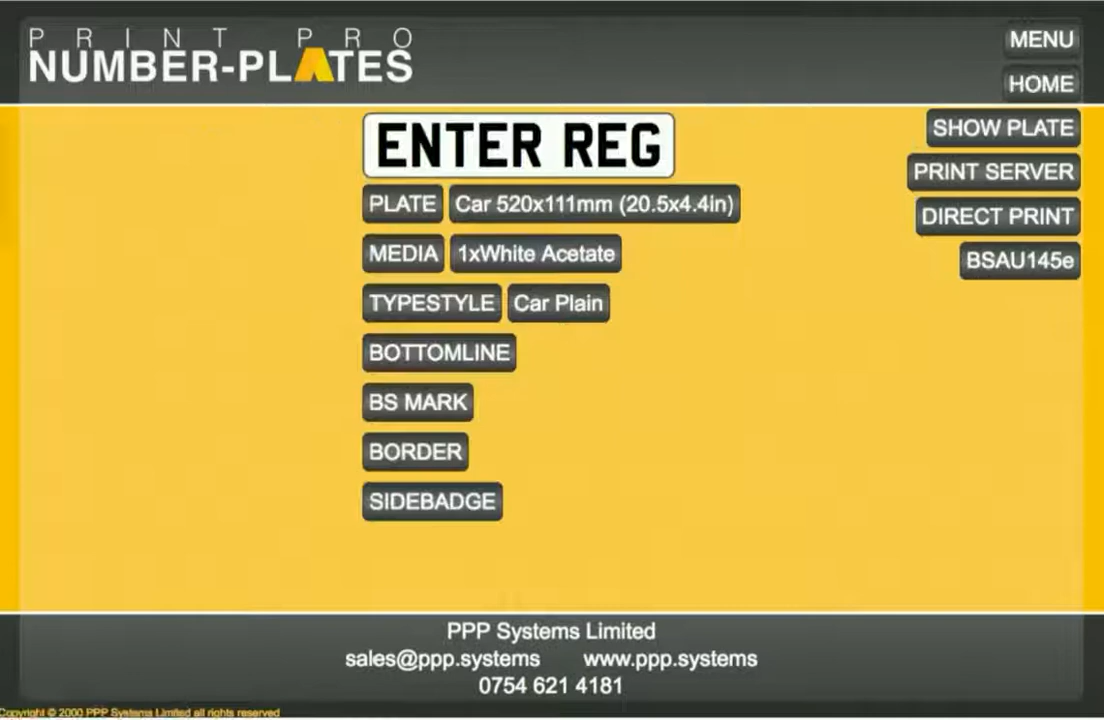 PRINT PRO
NUMBER-PLATES
MENU
HOME
SHOW PLATE
PRINT SERVER
DIRECT PRINT
BSAU145e
ENTER REG
PLATE Car 520x111mm (20.5x4.4in)
MEDIA 1xWhite Acetate
TYPESTYLE Car Plain
BOTTOMLINE
BS MARK
BORDER
SIDEBADGE
PPP Systems Limited
sales@ppp.systems www.ppp.systems
0754 621 4181
Copyright © 2000 PPP Systems Limited all rights reserved